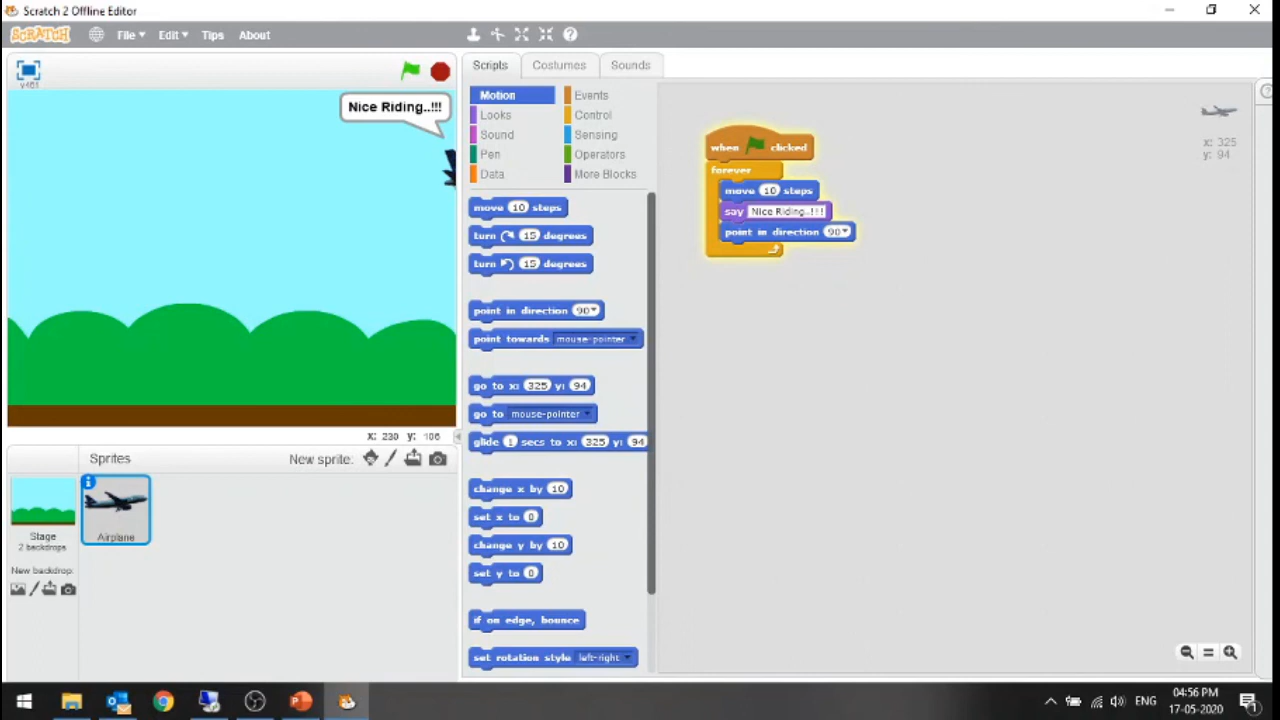 Scratch 2 Offline Editor
SCRATCH File Edit Tips About
v461
Nice Riding..!!!
x: 230 y: 106
Sprites New sprite:
Stage
2 backdrops
New backdrop:
Airplane
Scripts Costumes Sounds
Motion Events
Looks Control
Sound Sensing
Pen Operators
Data More Blocks
move 10 steps
turn 15 degrees
turn 15 degrees
point in direction 90
point towards mouse-pointer
go to x: 325 y: 94
go to mouse-pointer
glide 1 secs to x: 325 y: 94
change x by 10
set x to 0
change y by 10
set y to 0
if on edge, bounce
set rotation style left-right
when clicked
forever
move 10 steps
say Nice Riding..!!!
point in direction 90
x: 325
y: 94
ENG
04:56 PM
17-05-2020
1